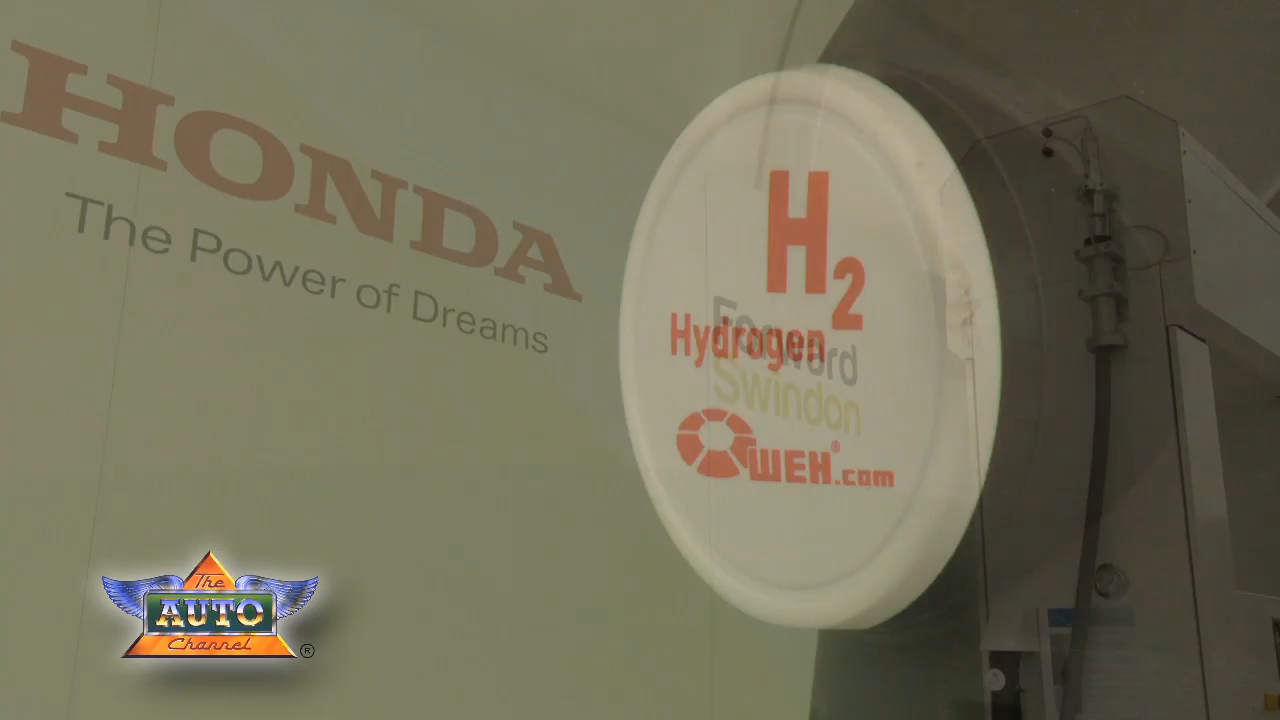 HONDA
The Power of Dreams
H2
Hydrogen
Forward
Swindon
WEH®.com
The
AUTO
Channel
®